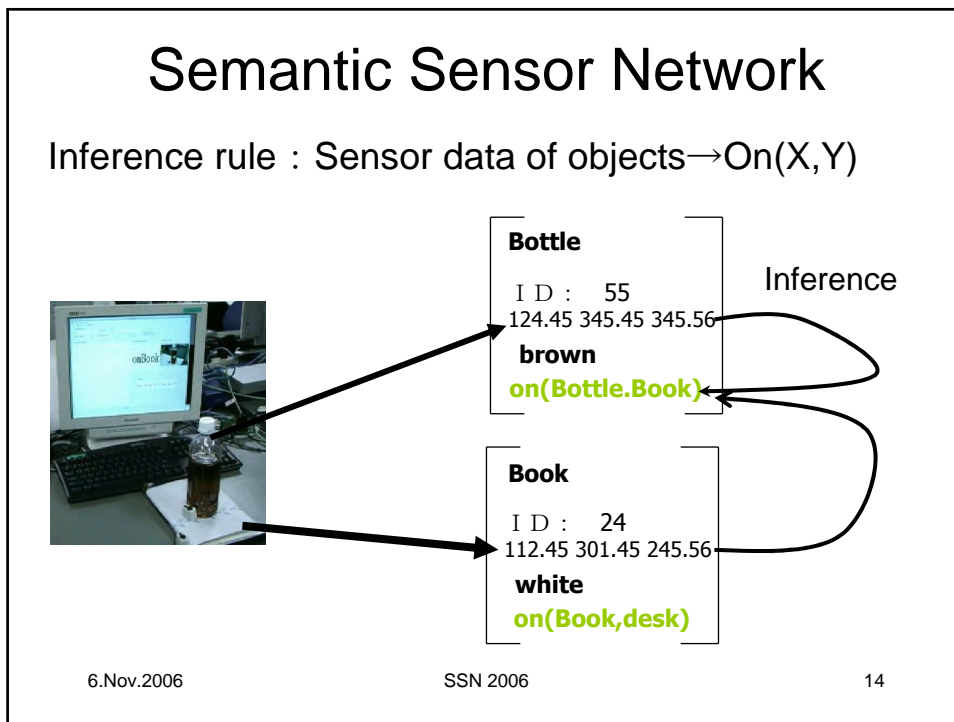 Semantic Sensor Network
Inference rule：Sensor data of objects→On(X,Y)
Bottle
ＩＤ： 55
124.45 345.45 345.56
brown
on(Bottle.Book)
Inference
Book
ＩＤ： 24
112.45 301.45 245.56
white
on(Book,desk)
6.Nov.2006 SSN 2006 14